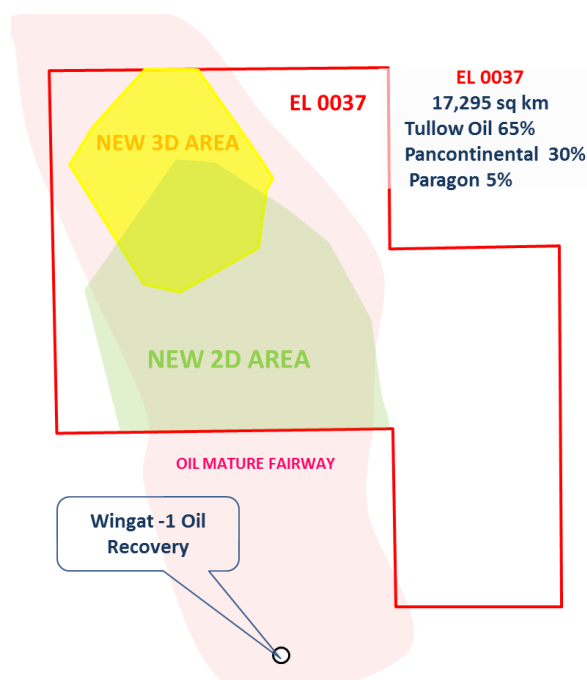 EL 0037
17,295 sq km
Tullow Oil 65%
Pancontinental 30%
Paragon 5%
EL 0037
NEW 3D AREA
NEW 2D AREA
OIL MATURE FAIRWAY
Wingat -1 Oil
Recovery